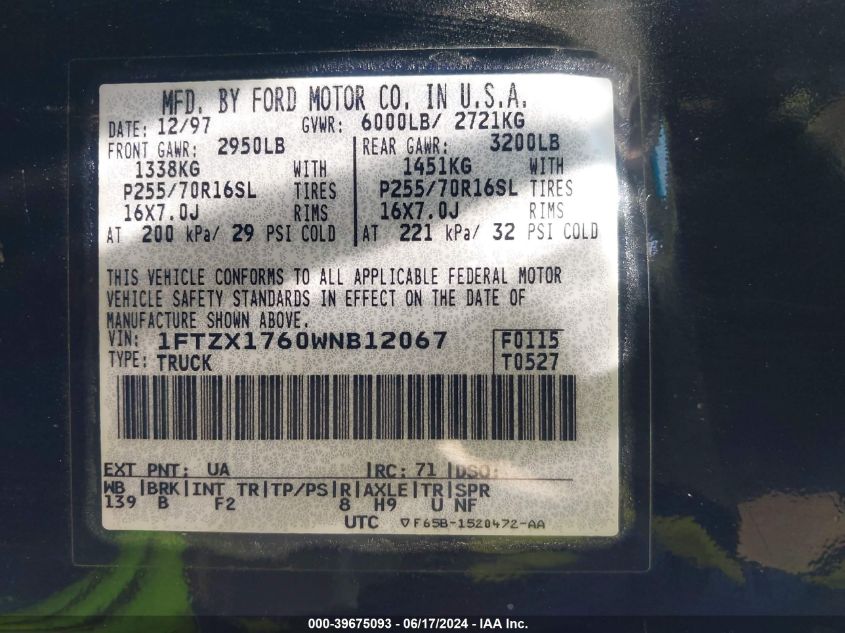 MFD. BY FORD MOTOR CO. IN U.S.A.
DATE: 12/97 GVWR: 6000LB/ 2721KG
FRONT GAWR: 2950LB REAR GAWR: 3200LB
1338KG WITH 1451KG WITH
P255/70R16SL TIRES P255/70R16SL TIRES
16X7.0J RIMS 16X7.0J RIMS
AT 200 kPa/ 29 PSI COLD AT 221 kPa/ 32 PSI COLD
THIS VEHICLE CONFORMS TO ALL APPLICABLE FEDERAL MOTOR
VEHICLE SAFETY STANDARDS IN EFFECT ON THE DATE OF
MANUFACTURE SHOWN ABOVE.
VIN: 1FTZX1760WNB12067 F0115
TYPE: TRUCK T0527
EXT PNT: UA RC: 71 DSO:
WB BRK INT TR TP/PS R AXLE TR SPR
139 B F2 8 H9 U NF
UTC F65B-1520472-AA
000-39675093 - 06/17/2024 - IAA Inc.